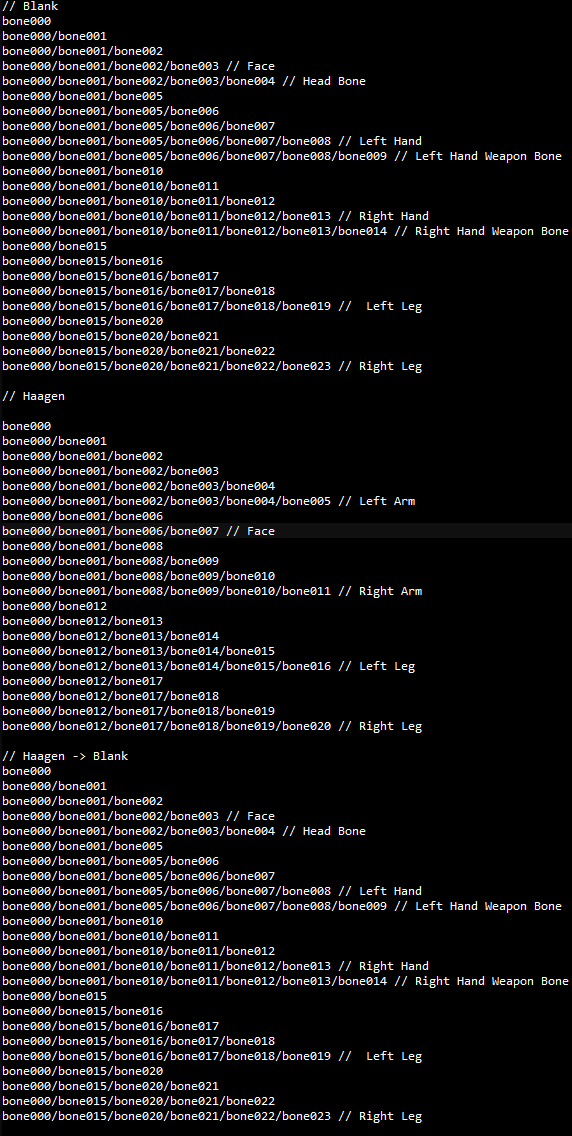 // Blank
bone000
bone000/bone001
bone000/bone001/bone002
bone000/bone001/bone002/bone003 // Face
bone000/bone001/bone002/bone003/bone004 // Head Bone
bone000/bone001/bone005
bone000/bone001/bone005/bone006
bone000/bone001/bone005/bone006/bone007
bone000/bone001/bone005/bone006/bone007/bone008 // Left Hand
bone000/bone001/bone005/bone006/bone007/bone008/bone009 // Left Hand Weapon Bone
bone000/bone001/bone010
bone000/bone001/bone010/bone011
bone000/bone001/bone010/bone011/bone012
bone000/bone001/bone010/bone011/bone012/bone013 // Right Hand
bone000/bone001/bone010/bone011/bone012/bone013/bone014 // Right Hand Weapon Bone
bone000/bone015
bone000/bone015/bone016
bone000/bone015/bone016/bone017
bone000/bone015/bone016/bone017/bone018
bone000/bone015/bone016/bone017/bone018/bone019 //  Left Leg
bone000/bone015/bone020
bone000/bone015/bone020/bone021
bone000/bone015/bone020/bone021/bone022
bone000/bone015/bone020/bone021/bone022/bone023 // Right Leg
// Haagen
bone000
bone000/bone001
bone000/bone001/bone002
bone000/bone001/bone002/bone003
bone000/bone001/bone002/bone003/bone004
bone000/bone001/bone002/bone003/bone004/bone005 // Left Arm
bone000/bone001/bone006
bone000/bone001/bone006/bone007 // Face
bone000/bone001/bone008
bone000/bone001/bone008/bone009
bone000/bone001/bone008/bone009/bone010
bone000/bone001/bone008/bone009/bone010/bone011 // Right Arm
bone000/bone012
bone000/bone012/bone013
bone000/bone012/bone013/bone014
bone000/bone012/bone013/bone014/bone015
bone000/bone012/bone013/bone014/bone015/bone016 // Left Leg
bone000/bone012/bone017
bone000/bone012/bone017/bone018
bone000/bone012/bone017/bone018/bone019
bone000/bone012/bone017/bone018/bone019/bone020 // Right Leg
// Haagen -> Blank
bone000
bone000/bone001
bone000/bone001/bone002
bone000/bone001/bone002/bone003 // Face
bone000/bone001/bone002/bone003/bone004 // Head Bone
bone000/bone001/bone005
bone000/bone001/bone005/bone006
bone000/bone001/bone005/bone006/bone007
bone000/bone001/bone005/bone006/bone007/bone008 // Left Hand
bone000/bone001/bone005/bone006/bone007/bone008/bone009 // Left Hand Weapon Bone
bone000/bone001/bone010
bone000/bone001/bone010/bone011
bone000/bone001/bone010/bone011/bone012
bone000/bone001/bone010/bone011/bone012/bone013 // Right Hand
bone000/bone001/bone010/bone011/bone012/bone013/bone014 // Right Hand Weapon Bone
bone000/bone015
bone000/bone015/bone016
bone000/bone015/bone016/bone017
bone000/bone015/bone016/bone017/bone018
bone000/bone015/bone016/bone017/bone018/bone019 //  Left Leg
bone000/bone015/bone020
bone000/bone015/bone020/bone021
bone000/bone015/bone020/bone021/bone022
bone000/bone015/bone020/bone021/bone022/bone023 // Right Leg